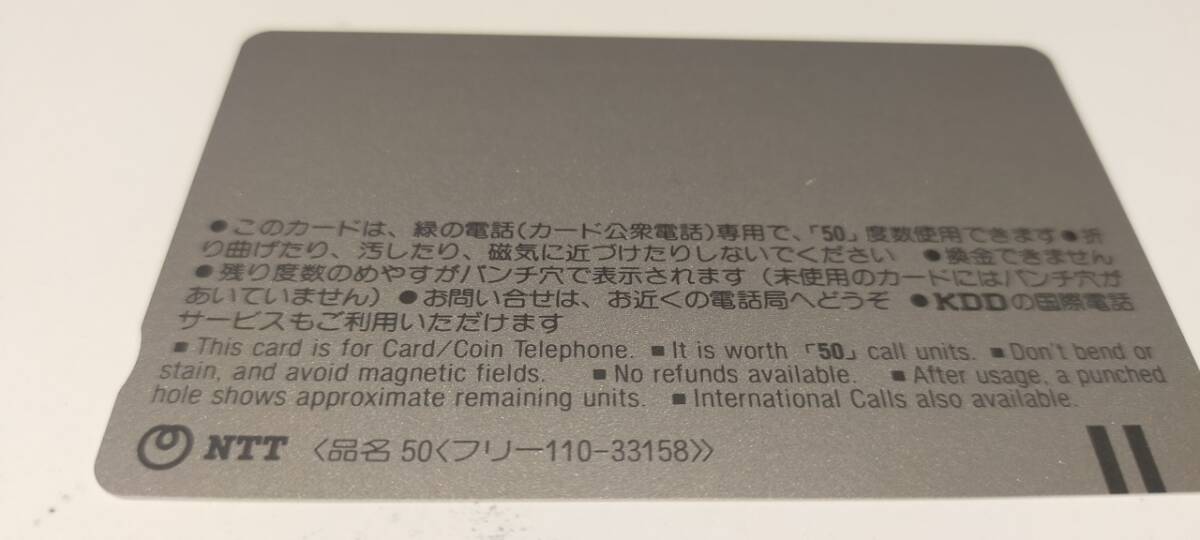 ●このカードは、緑の電話(カード公衆電話)専用で、「50」度数使用できます●折
り曲げたり、汚したり、磁気に近づけたりしないでください ●換金できません
●残り度数のめやすがパンチ穴で表示されます(未使用のカードにはパンチ穴が
あいていません)●お問い合せは、お近くの電話局へどうぞ ●KDDの国際電話
サービスもご利用いただけます
■This card is for Card/Coin Telephone. ■It is worth「50」call units. ■Don't bend or
stain, and avoid magnetic fields. ■No refunds available. ■After usage, a punched
hole shows approximate remaining units. ■International Calls also available.
NTT 〈品名 50〈フリー110-33158〉〉